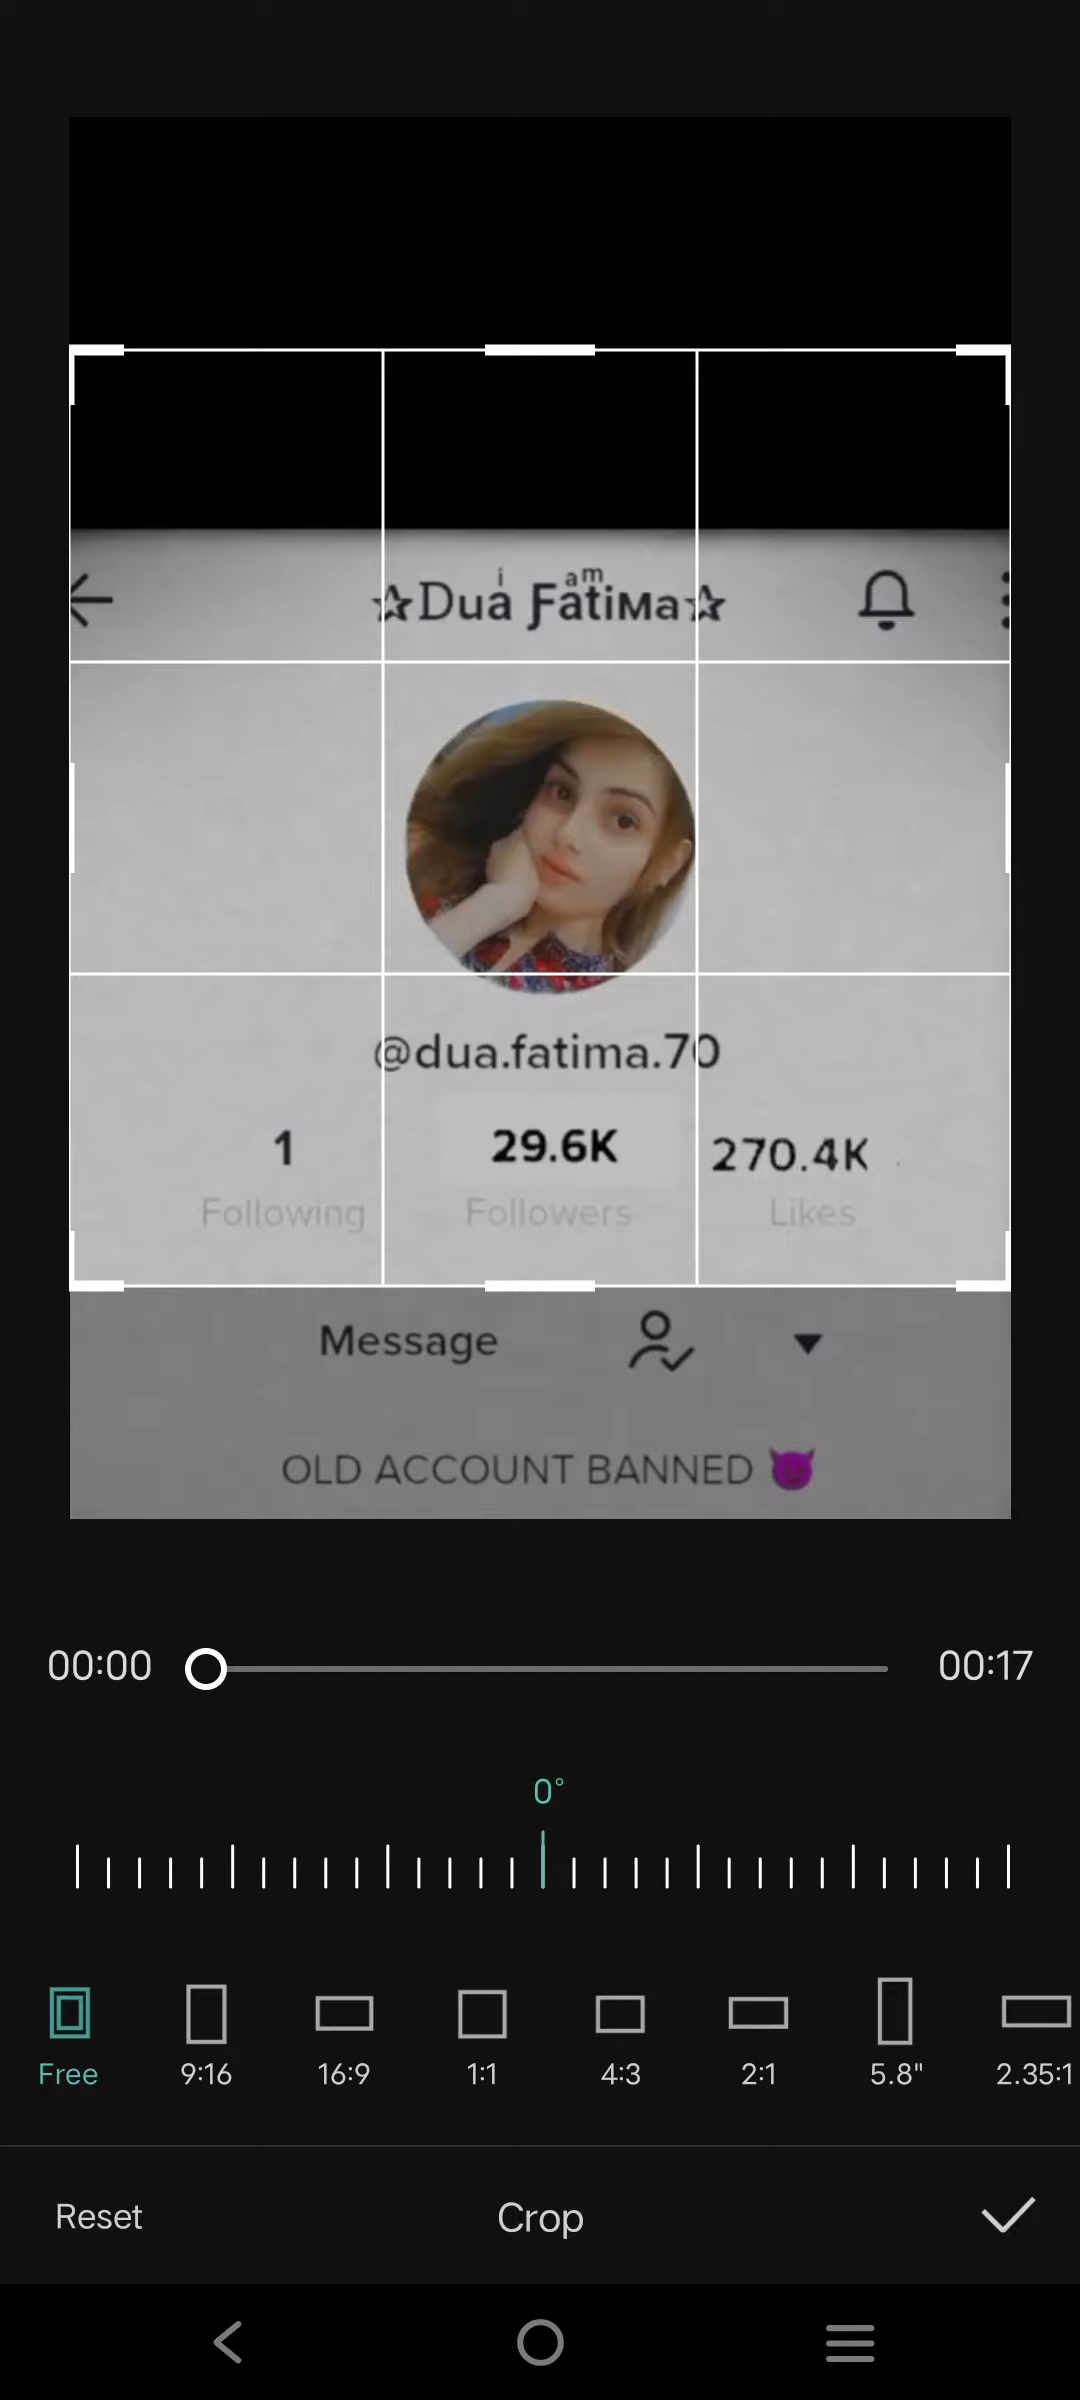 i am
☆Dua ƑatiMa☆
@dua.fatima.70
1 29.6K 270.4K
Following Followers Likes
Message
OLD ACCOUNT BANNED 😈
00:00 00:17
0°
Free 9:16 16:9 1:1 4:3 2:1 5.8" 2.35:1
Reset Crop